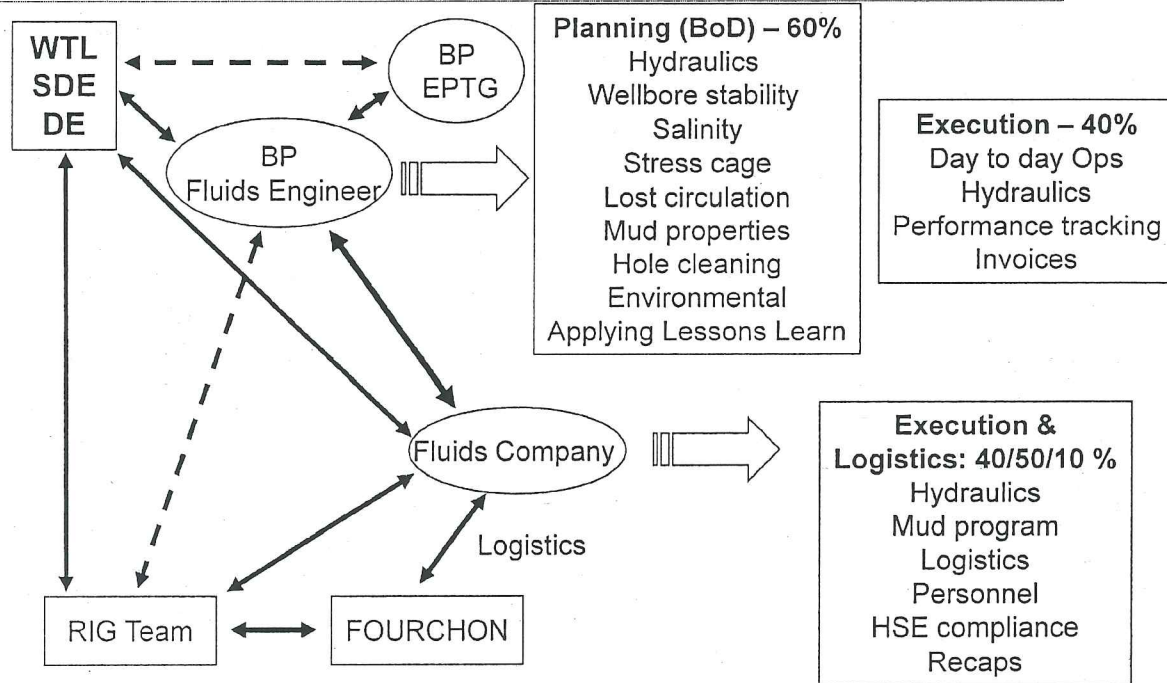 WTL
SDE
DE
BP
EPTG
BP
Fluids Engineer
Planning (BoD) – 60%
Hydraulics
Wellbore stability
Salinity
Stress cage
Lost circulation
Mud properties
Hole cleaning
Environmental
Applying Lessons Learn
Execution – 40%
Day to day Ops
Hydraulics
Performance tracking
Invoices
Fluids Company
Logistics
RIG Team
FOURCHON
Execution &
Logistics: 40/50/10 %
Hydraulics
Mud program
Logistics
Personnel
HSE compliance
Recaps